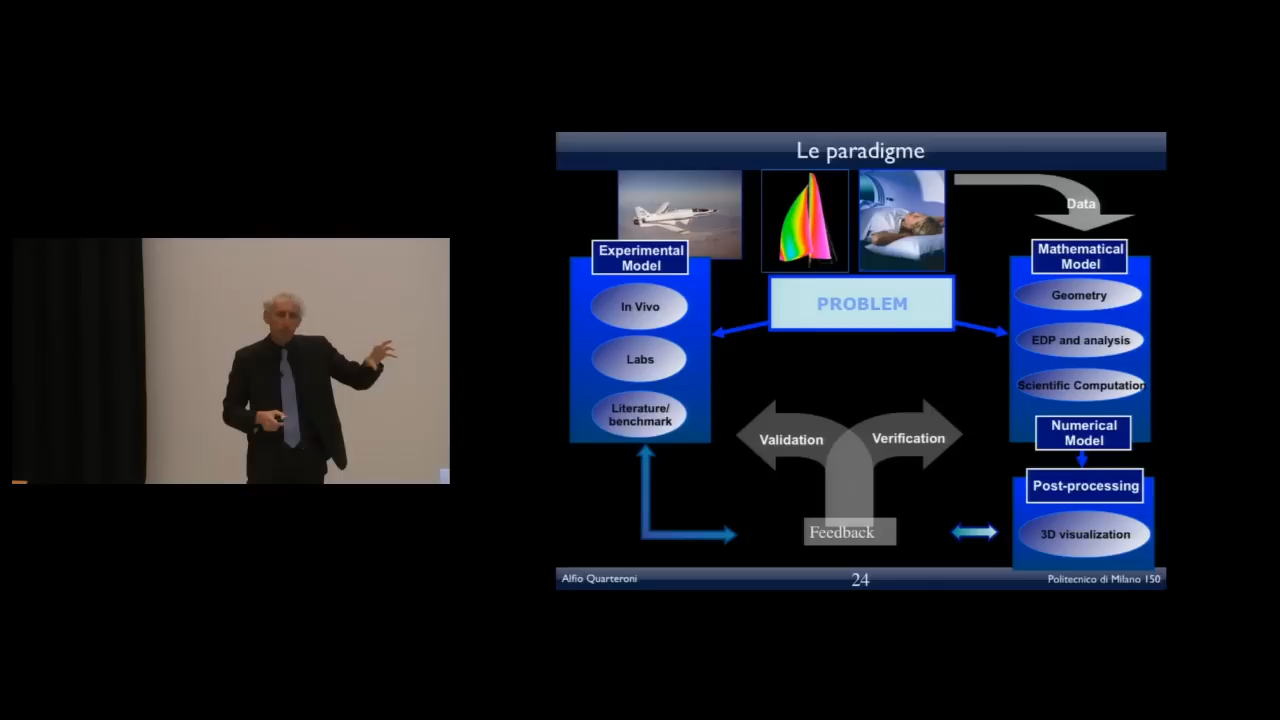 Le paradigme
Data
Experimental
Model
In Vivo
Labs
Literature/
benchmark
PROBLEM
Mathematical
Model
Geometry
EDP and analysis
Scientific Computation
Numerical
Model
Validation
Verification
Post-processing
Feedback
3D visualization
Alfio Quarteroni
24
Politecnico di Milano 150